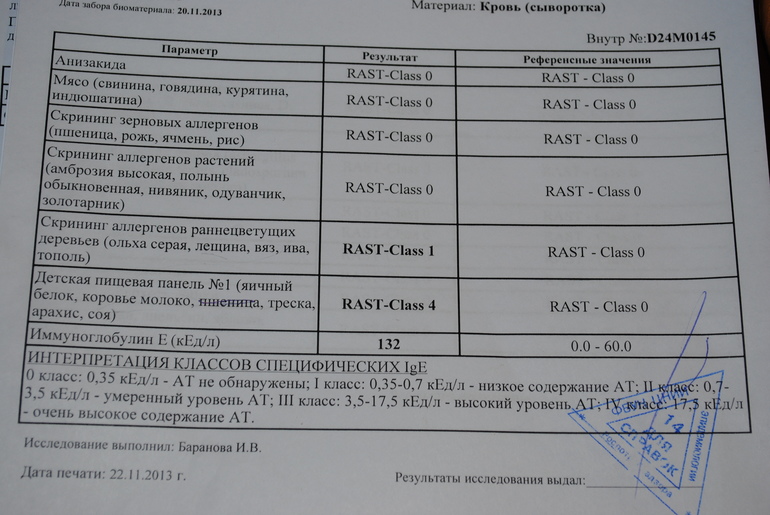 Дата забора биоматериала: 20.11.2013
Материал: Кровь (сыворотка)
Внутр №:D24M0145
Параметр Результат Референсные значения
Анизакида RAST-Class 0 RAST - Class 0
Мясо (свинина, говядина, курятина,
индюшатина) RAST-Class 0 RAST - Class 0
Скрининг зерновых аллергенов
(пшеница, рожь, ячмень, рис) RAST-Class 0 RAST - Class 0
Скрининг аллергенов растений
(амброзия высокая, полынь
обыкновенная, нивяник, одуванчик,
золотарник) RAST-Class 0 RAST - Class 0
Скрининг аллергенов раннецветущих
деревьев (ольха серая, лещина, вяз, ива,
тополь) RAST-Class 1 RAST - Class 0
Детская пищевая панель №1 (яичный
белок, коровье молоко, пшеница, треска,
арахис, соя) RAST-Class 4 RAST - Class 0
Иммуноглобулин E (кЕд/л) 132 0.0 - 60.0
ИНТЕРПРЕТАЦИЯ КЛАССОВ СПЕЦИФИЧЕСКИХ IgE
0 класс: 0,35 кЕд/л - АТ не обнаружены; I класс: 0,35-0,7 кЕд/л - низкое содержание АТ; II класс: 0,7-
3,5 кЕд/л - умеренный уровень АТ; III класс: 3,5-17,5 кЕд/л - высокий уровень АТ; IV класс: 17,5 кЕд/л
- очень высокое содержание АТ.
Исследование выполнил: Баранова И.В.
Дата печати: 22.11.2013 г.
Результаты исследования выдал:
14
ДЛЯ
СПРАВОК
эпидемиологии